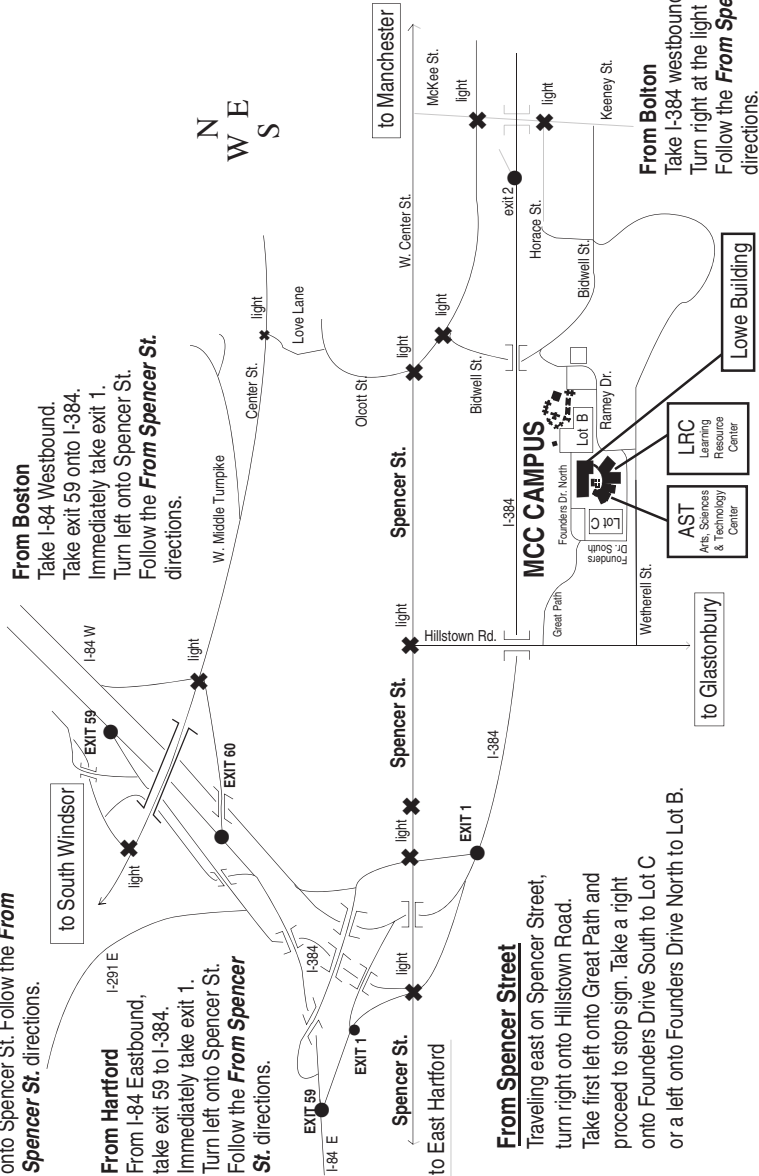 onto Spencer St. Follow the From
Spencer St. directions.
From Hartford
From I-84 Eastbound,
take exit 59 to I-384.
Immediately take exit 1.
Turn left onto Spencer St.
Follow the From Spencer
St. directions.
From Boston
Take I-84 Westbound.
Take exit 59 onto I-384.
Immediately take exit 1.
Turn left onto Spencer St.
Follow the From Spencer St.
directions.
N
W E
S
to South Windsor
I-291 E
light
EXIT 59
I-84 W
light
EXIT 60
W. Middle Turnpike
Center St.
light
Love Lane
Olcott St.
to Manchester
McKee St.
light
W. Center St.
light
light
I-384
EXIT 59
I-84 E
EXIT 1
Spencer St.
to East Hartford
light
light
Spencer St.
light
Spencer St.
EXIT 1
I-384
Hillstown Rd.
I-384
Bidwell St.
exit 2
light
Horace St.
Keeney St.
Bidwell St.
MCC CAMPUS
Founders Dr. North
Lot B
Ramey Dr.
Lot C
Founders
Dr. South
Great Path
Wetherell St.
to Glastonbury
AST
Arts, Sciences
& Technology
Center
LRC
Learning
Resource
Center
Lowe Building
From Spencer Street
Traveling east on Spencer Street,
turn right onto Hillstown Road.
Take first left onto Great Path and
proceed to stop sign. Take a right
onto Founders Drive South to Lot C
or a left onto Founders Drive North to Lot B.
From Bolton
Take I-384 westbound
Turn right at the light
Follow the From Spe
directions.